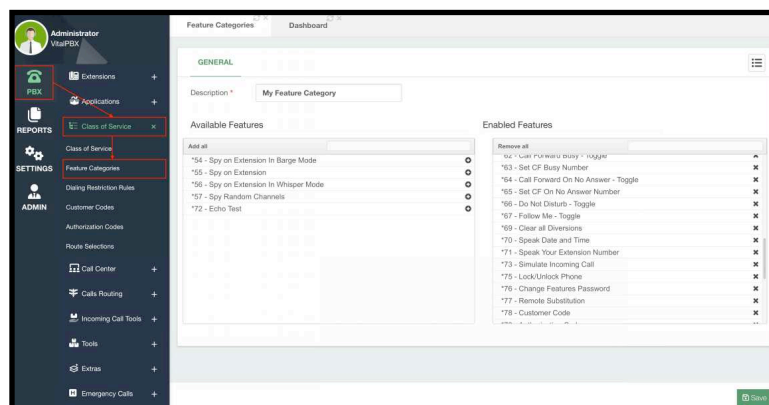 Administrator
VitalPBX
PBX
REPORTS
SETTINGS
ADMIN
Extensions +
Applications +
Class of Service ×
Class of Service
Feature Categories
Dialing Restriction Rules
Customer Codes
Authorization Codes
Route Selections
Call Center +
Calls Routing +
Incoming Call Tools +
Tools +
Extras +
Emergency Calls +
Feature Categories
Dashboard
GENERAL
Description *
My Feature Category
Available Features
Add all
*54 - Spy on Extension In Barge Mode
*55 - Spy on Extension
*56 - Spy on Extension In Whisper Mode
*57 - Spy Random Channels
*72 - Echo Test
Enabled Features
Remove all
*62 - Call Forward Busy - Toggle
*63 - Set CF Busy Number
*64 - Call Forward On No Answer - Toggle
*65 - Set CF On No Answer Number
*66 - Do Not Disturb - Toggle
*67 - Follow Me - Toggle
*69 - Clear all Diversions
*70 - Speak Date and Time
*71 - Speak Your Extension Number
*73 - Simulate Incoming Call
*75 - Lock/Unlock Phone
*76 - Change Features Password
*77 - Remote Substitution
*78 - Customer Code
Save